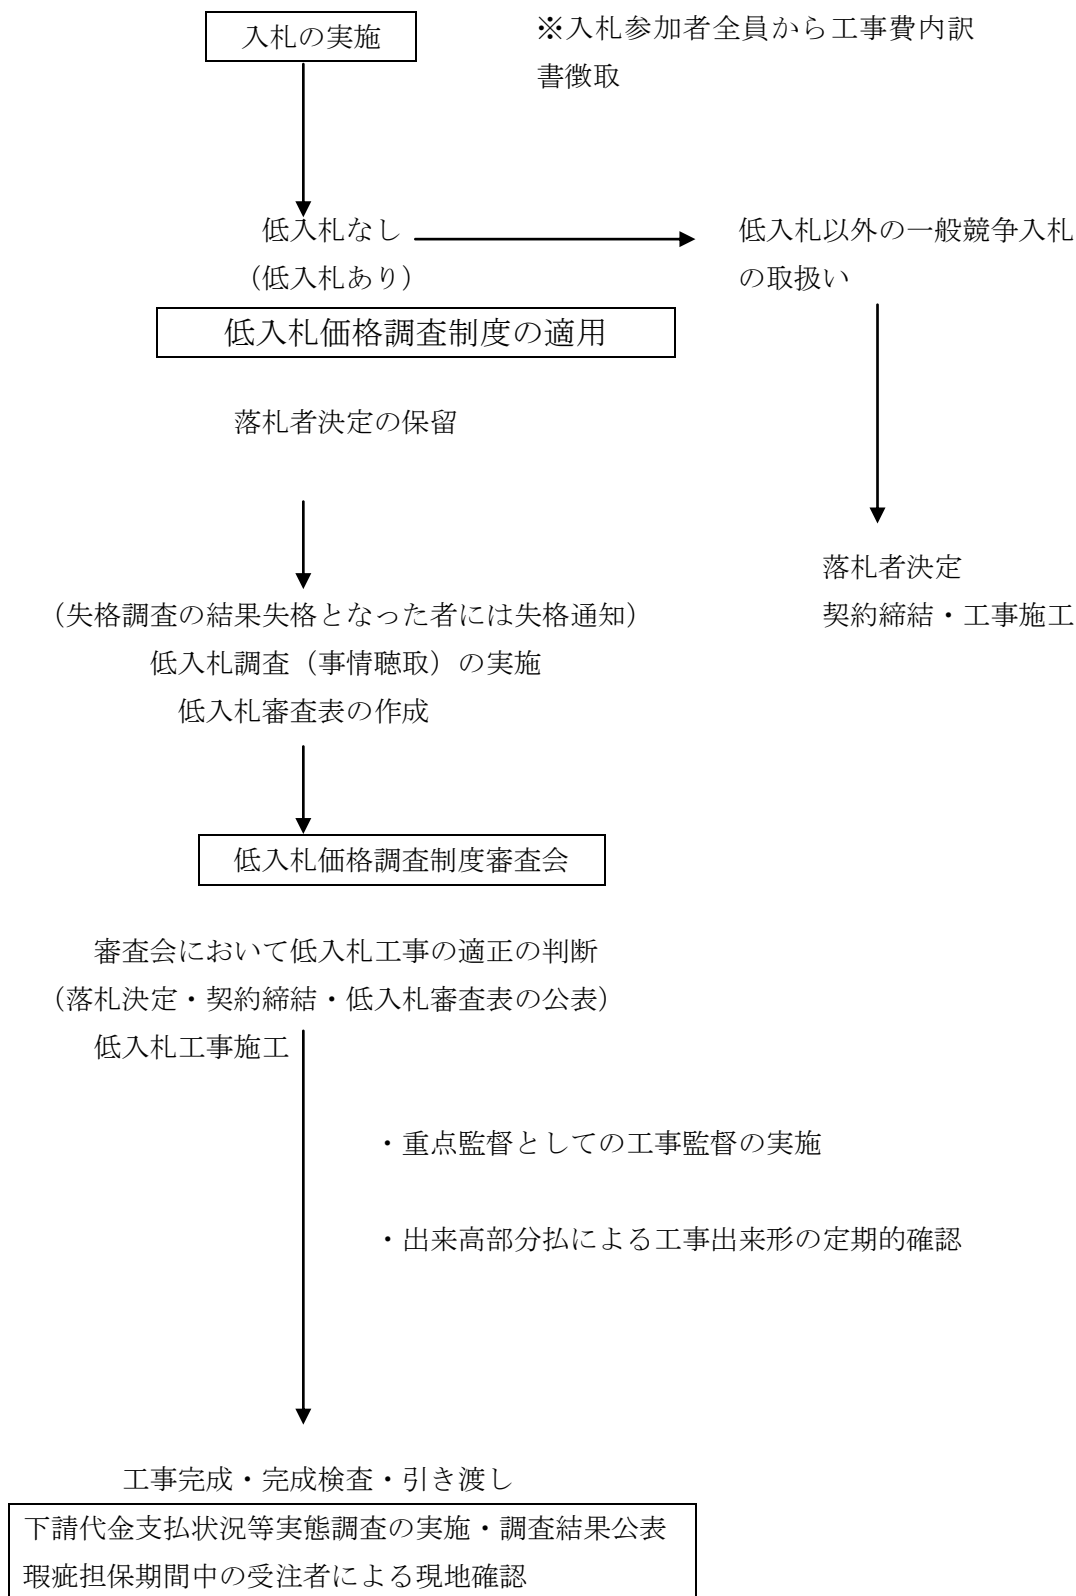 入札の実施
※入札参加者全員から工事費内訳
書徴取
低入札なし
(低入札あり)
低入札以外の一般競争入札
の取扱い
低入札価格調査制度の適用
落札者決定の保留
落札者決定
契約締結・工事施工
(失格調査の結果失格となった者には失格通知)
低入札調査(事情聴取)の実施
低入札審査表の作成
低入札価格調査制度審査会
審査会において低入札工事の適正の判断
(落札決定・契約締結・低入札審査表の公表)
低入札工事施工
・重点監督としての工事監督の実施
・出来高部分払による工事出来形の定期的確認
工事完成・完成検査・引き渡し
下請代金支払状況等実態調査の実施・調査結果公表
瑕疵担保期間中の受注者による現地確認